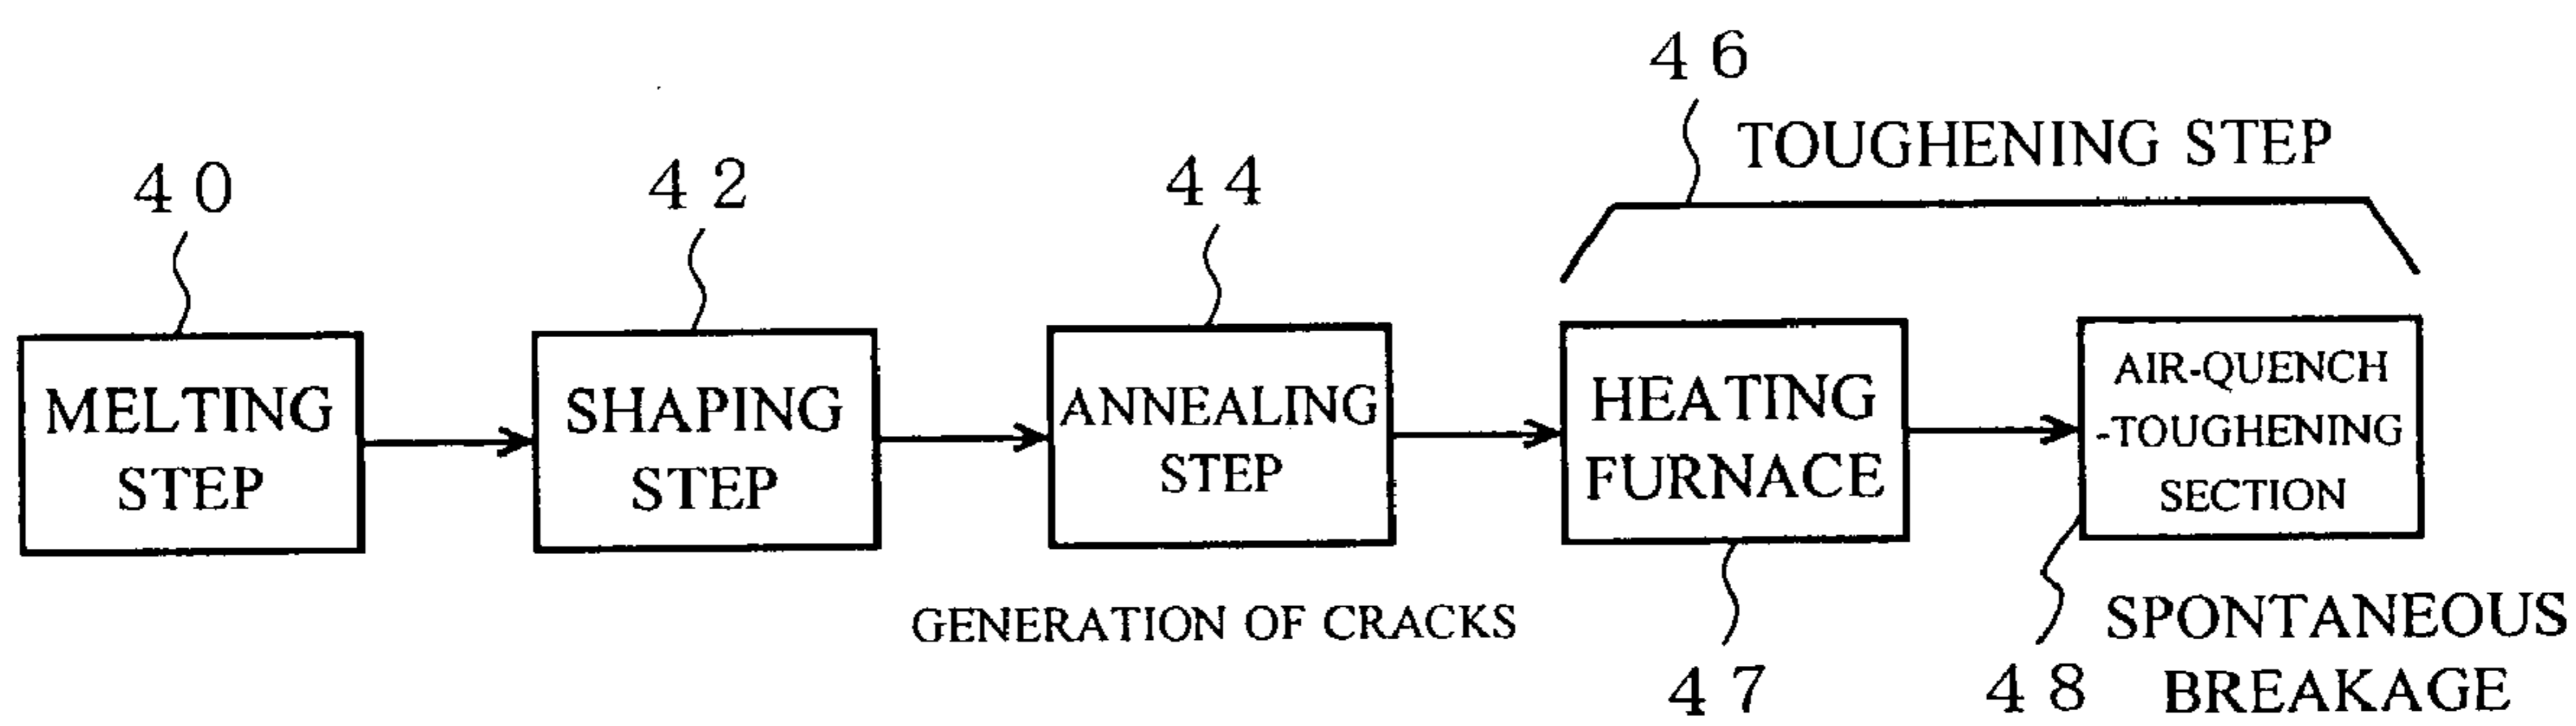 46
TOUGHENING STEP
40
42
44
MELTING
STEP
SHAPING
STEP
ANNEALING
STEP
HEATING
FURNACE
AIR-QUENCH
-TOUGHENING
SECTION
GENERATION OF CRACKS
47
48
SPONTANEOUS
BREAKAGE